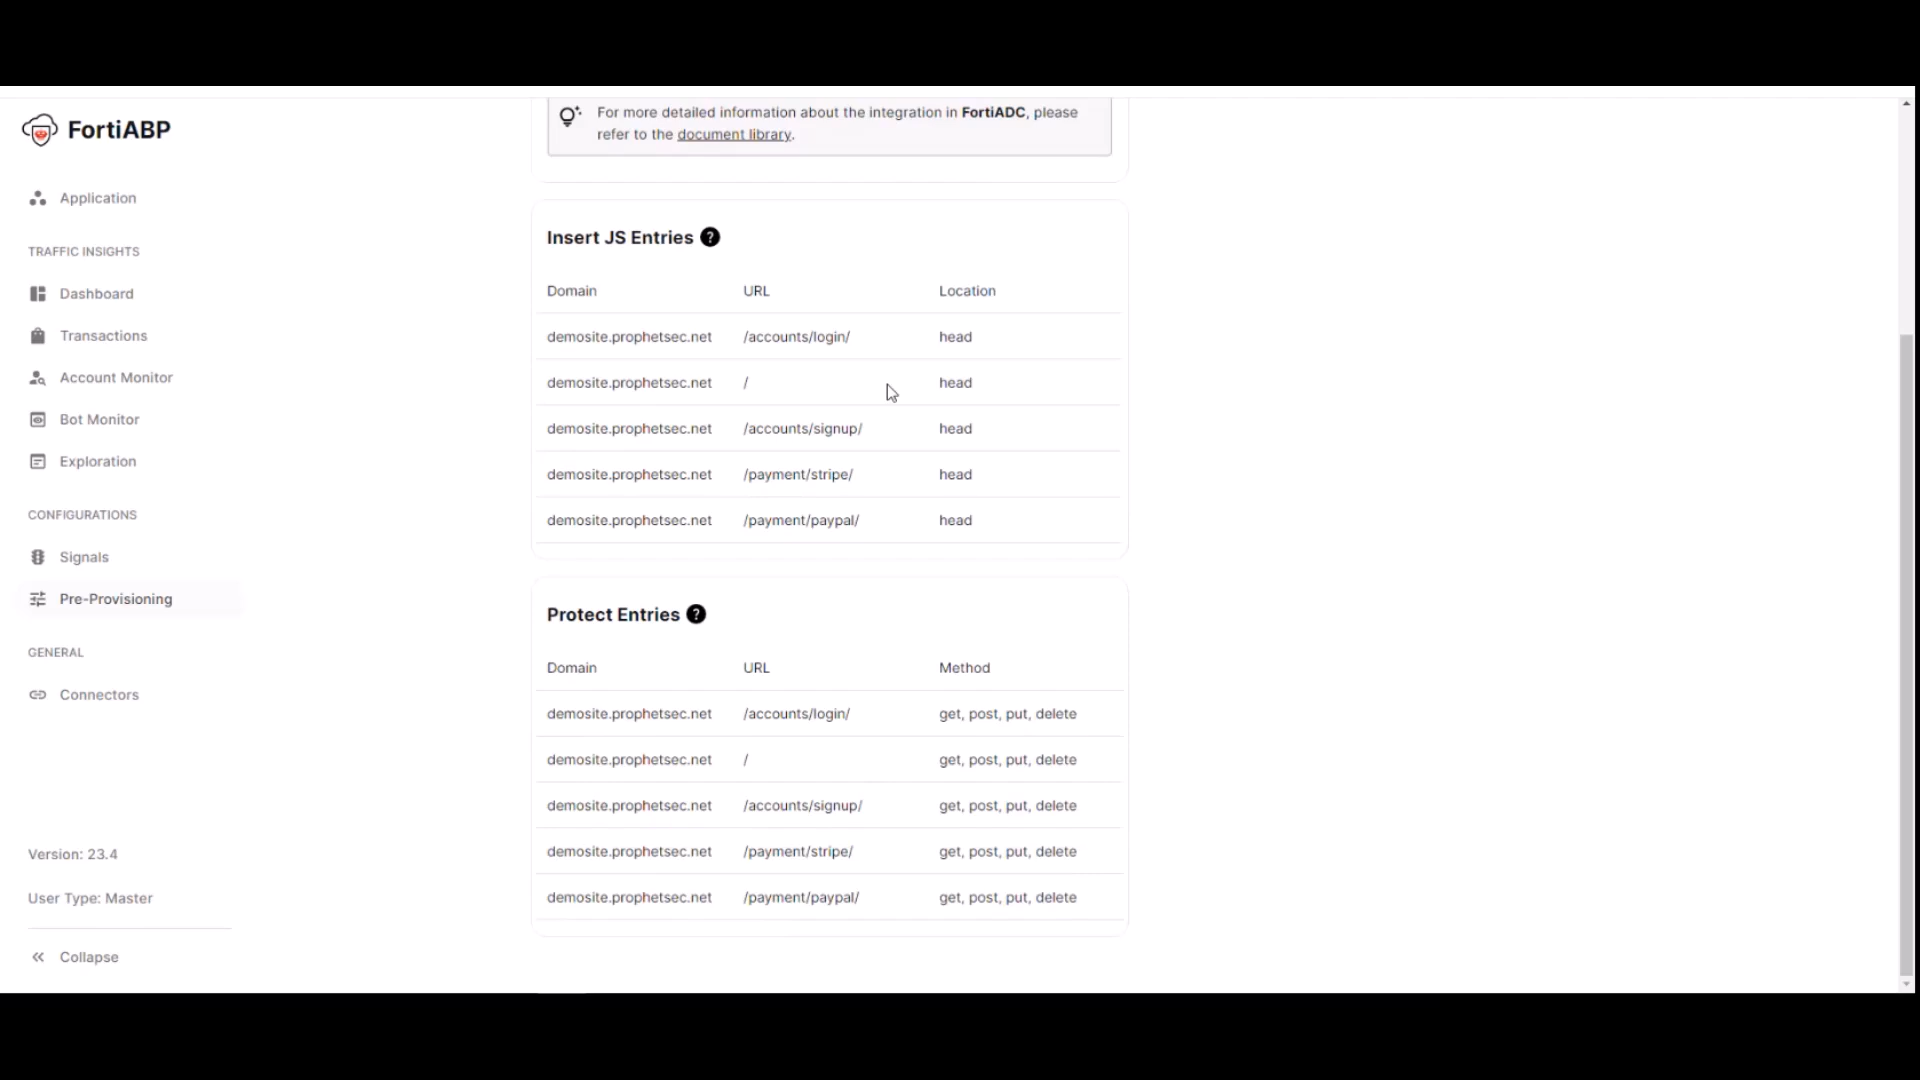 FortiABP
Application
TRAFFIC INSIGHTS
Dashboard
Transactions
Account Monitor
Bot Monitor
Exploration
CONFIGURATIONS
Signals
Pre-Provisioning
GENERAL
Connectors
Version: 23.4
User Type: Master
Collapse
For more detailed information about the integration in FortiADC, please
refer to the document library.
Insert JS Entries ?
Domain URL Location
demosite.prophetsec.net /accounts/login/ head
demosite.prophetsec.net / head
demosite.prophetsec.net /accounts/signup/ head
demosite.prophetsec.net /payment/stripe/ head
demosite.prophetsec.net /payment/paypal/ head
Protect Entries ?
Domain URL Method
demosite.prophetsec.net /accounts/login/ get, post, put, delete
demosite.prophetsec.net / get, post, put, delete
demosite.prophetsec.net /accounts/signup/ get, post, put, delete
demosite.prophetsec.net /payment/stripe/ get, post, put, delete
demosite.prophetsec.net /payment/paypal/ get, post, put, delete